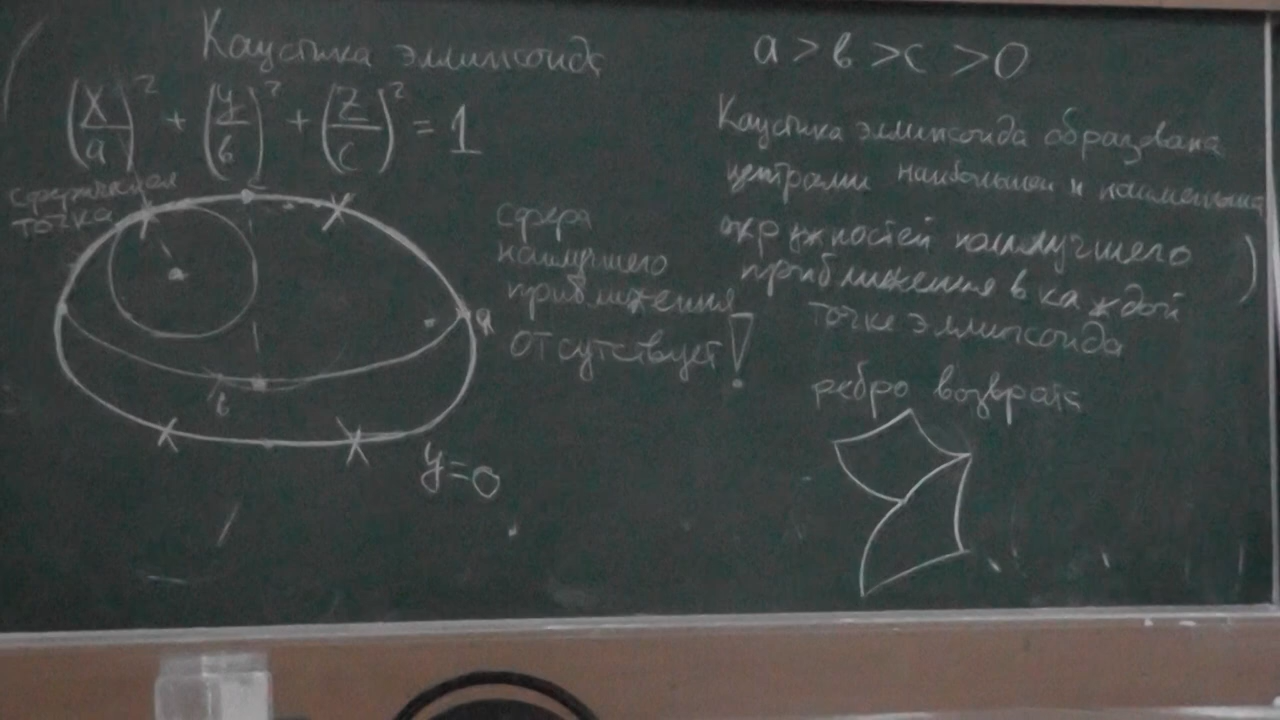 Каустика эллипсоида
(x/a)² + (y/b)² + (z/c)² = 1
сферическая
точка
c
a
b
y=0
сфера
наилучшего
приближения
отсутствует!
a > b > c > 0
Каустика эллипсоида образована
центрами наибольшей и наименьшей
окружностей наилучшего
приближения в каждой
точке эллипсоида
ребро возврата